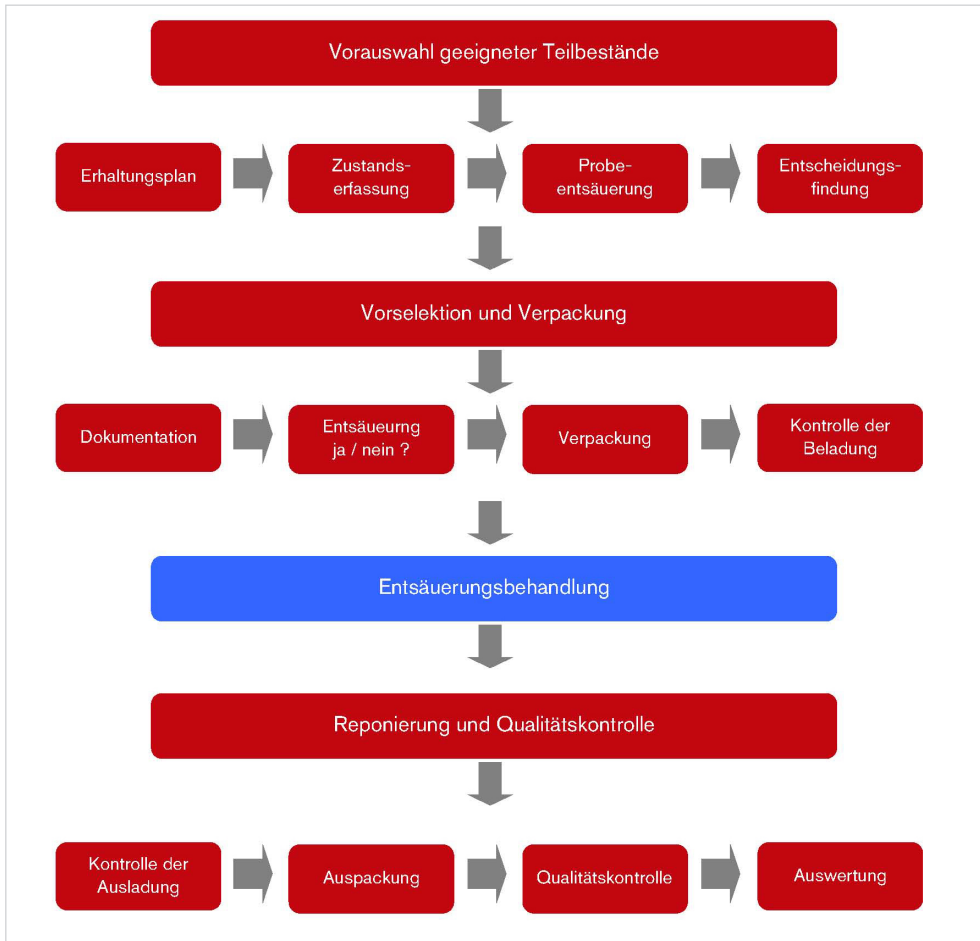 Vorauswahl geeigneter Teilbestände
Erhaltungsplan
Zustands-
erfassung
Probe-
entsäuerung
Entscheidungs-
findung
Vorselektion und Verpackung
Dokumentation
Entsäueurng
ja / nein ?
Verpackung
Kontrolle der
Beladung
Entsäuerungsbehandlung
Reponierung und Qualitätskontrolle
Kontrolle der
Ausladung
Auspackung
Qualitätskontrolle
Auswertung